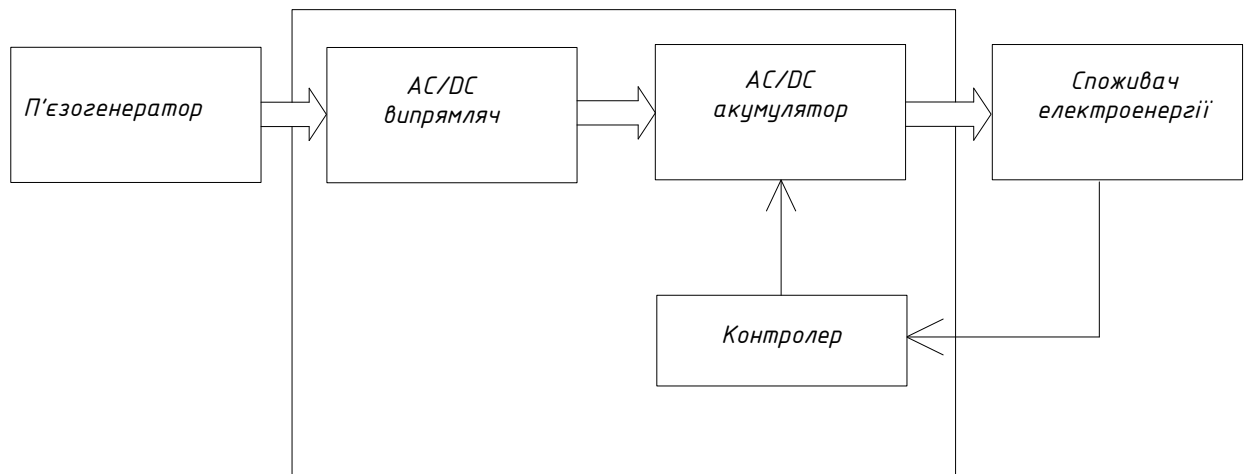 П'єзогенератор
AC/DC
випрямляч
AC/DC
акумулятор
Споживач
електроенергії
Контролер